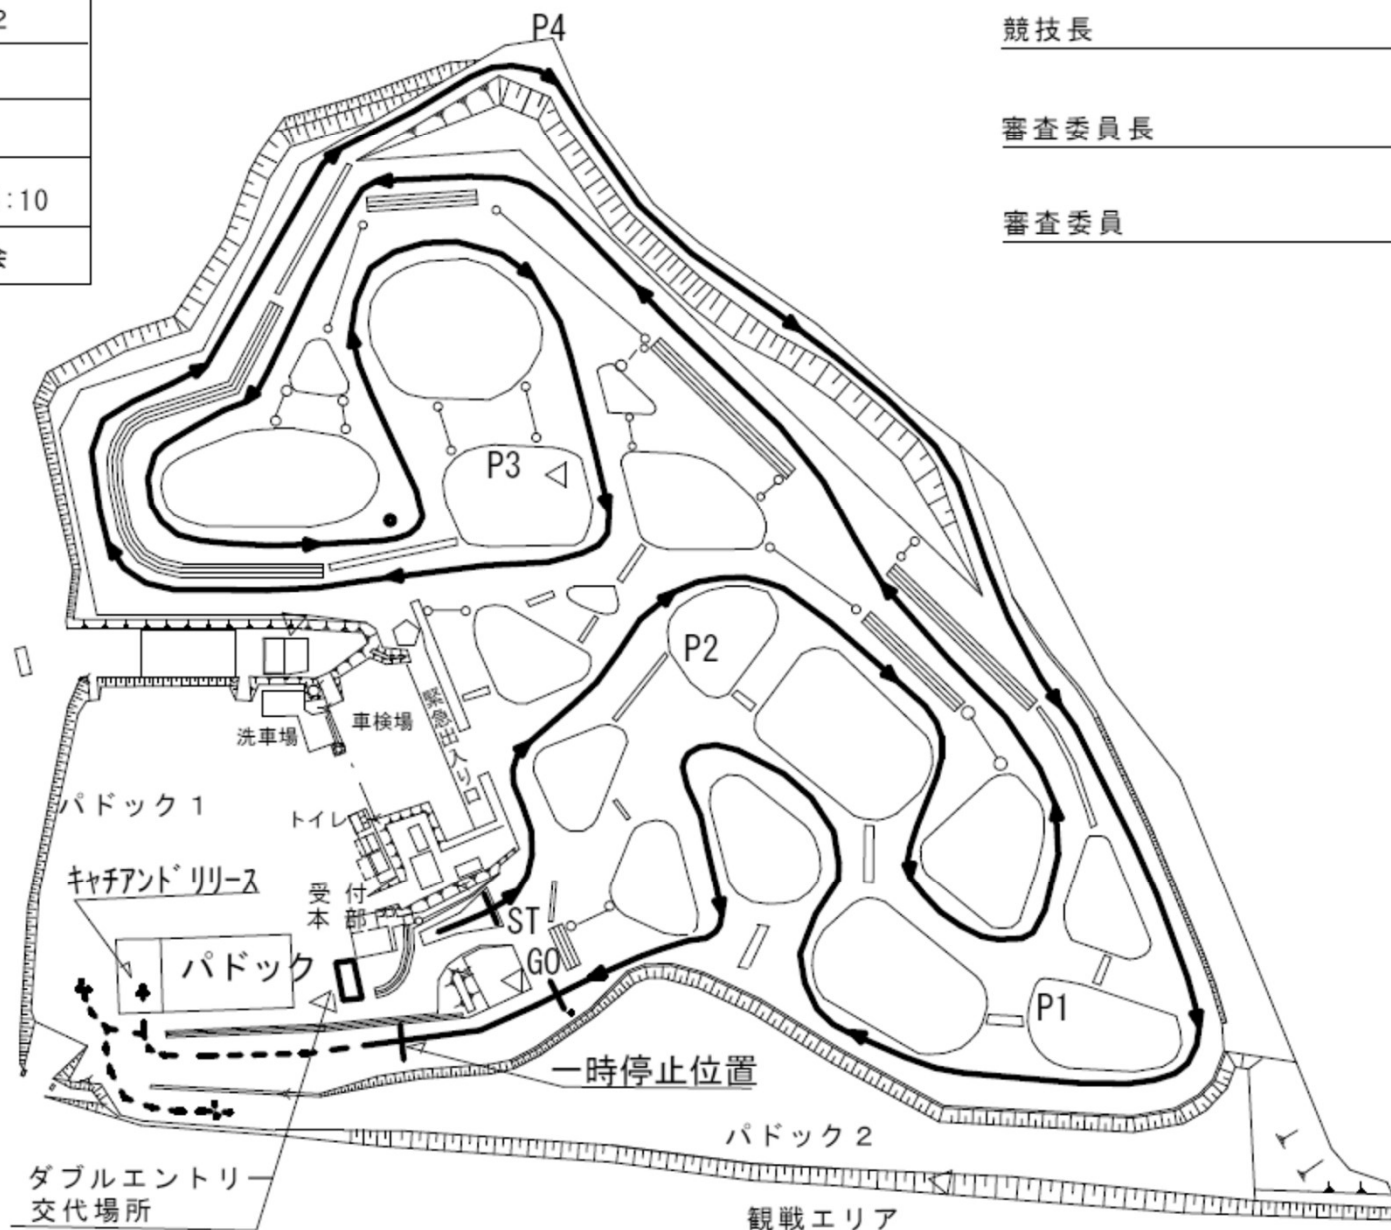 2
:10
P4
競技長
審査委員長
審査委員
P3
P2
洗車場
車検場
緊急出入り口
パドック1
トイレ
キャチアンドリリース
受付
本部
ST
パドック
GO
P1
一時停止位置
パドック2
ダブルエントリー
交代場所
観戦エリア